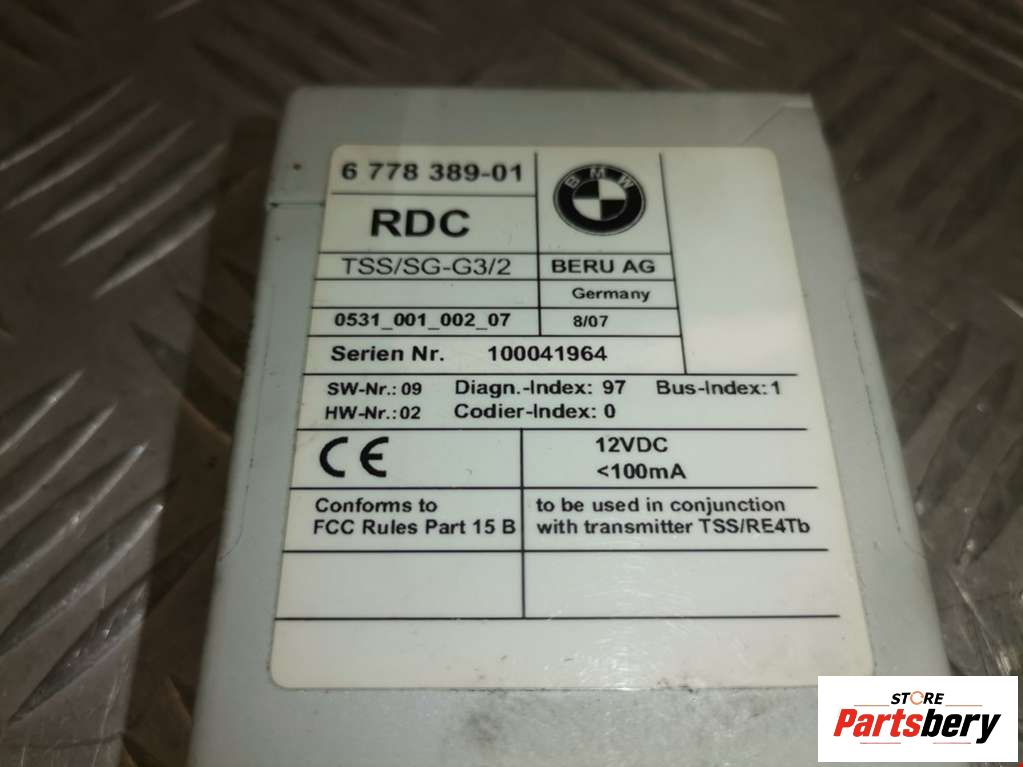 6 778 389-01
BMW
RDC
TSS/SG-G3/2
BERU AG
Germany
0531_001_002_07
8/07
Serien Nr. 100041964
SW-Nr.: 09 Diagn.-Index: 97 Bus-Index: 1
HW-Nr.: 02 Codier-Index: 0
CE
12VDC
<100mA
Conforms to
FCC Rules Part 15 B
to be used in conjunction
with transmitter TSS/RE4Tb
STORE
Partsbery